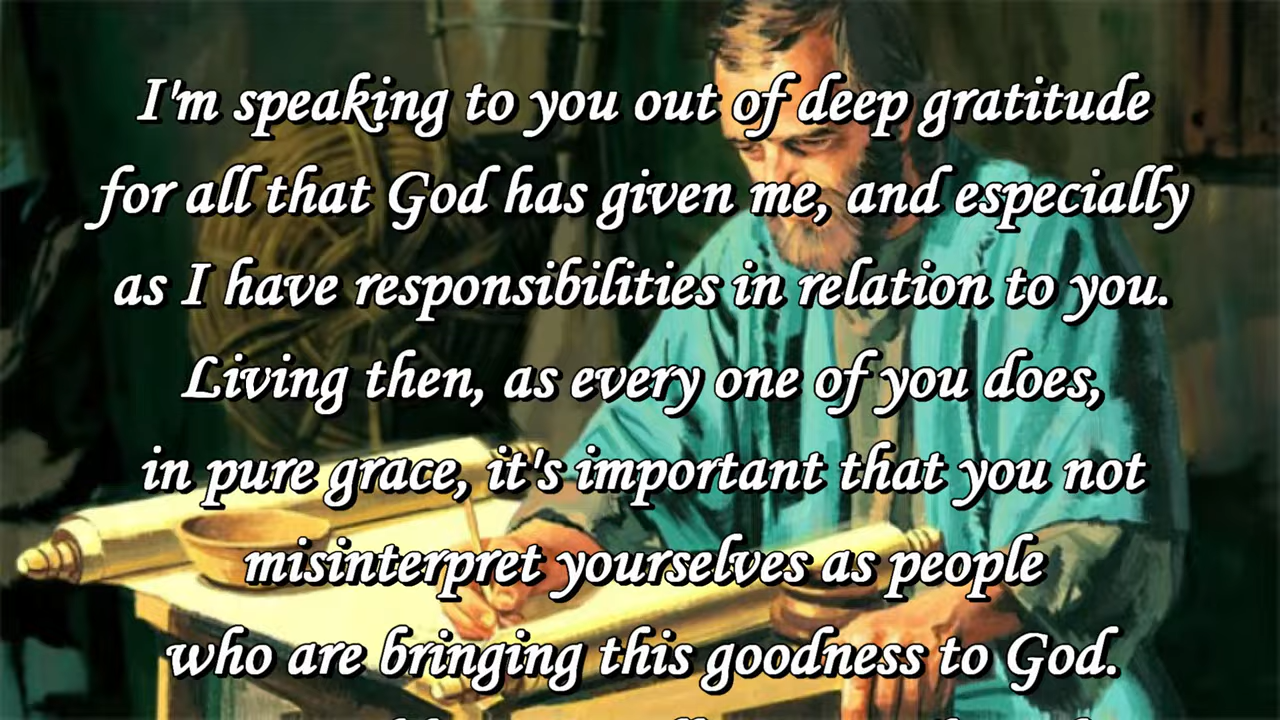 I'm speaking to you out of deep gratitude
for all that God has given me, and especially
as I have responsibilities in relation to you.
Living then, as every one of you does,
in pure grace, it's important that you not
misinterpret yourselves as people
who are bringing this goodness to God.